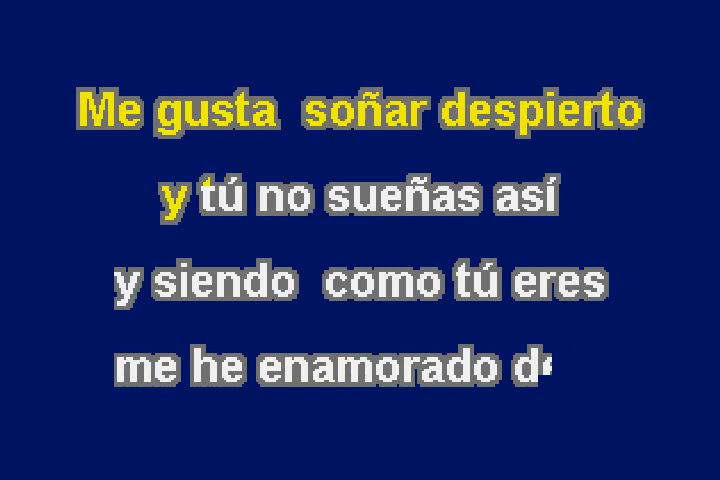 Me gusta soñar despierto
y tú no sueñas así
y siendo como tú eres
me he enamorado